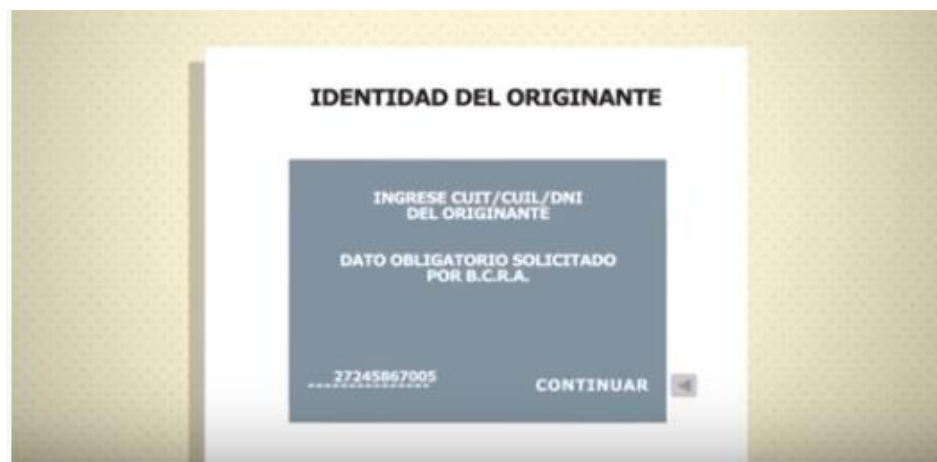 IDENTIDAD DEL ORIGINANTE
INGRESE CUIT/CUIL/DNI
DEL ORIGINANTE
DATO OBLIGATORIO SOLICITADO
POR B.C.R.A.
27245867005
CONTINUAR